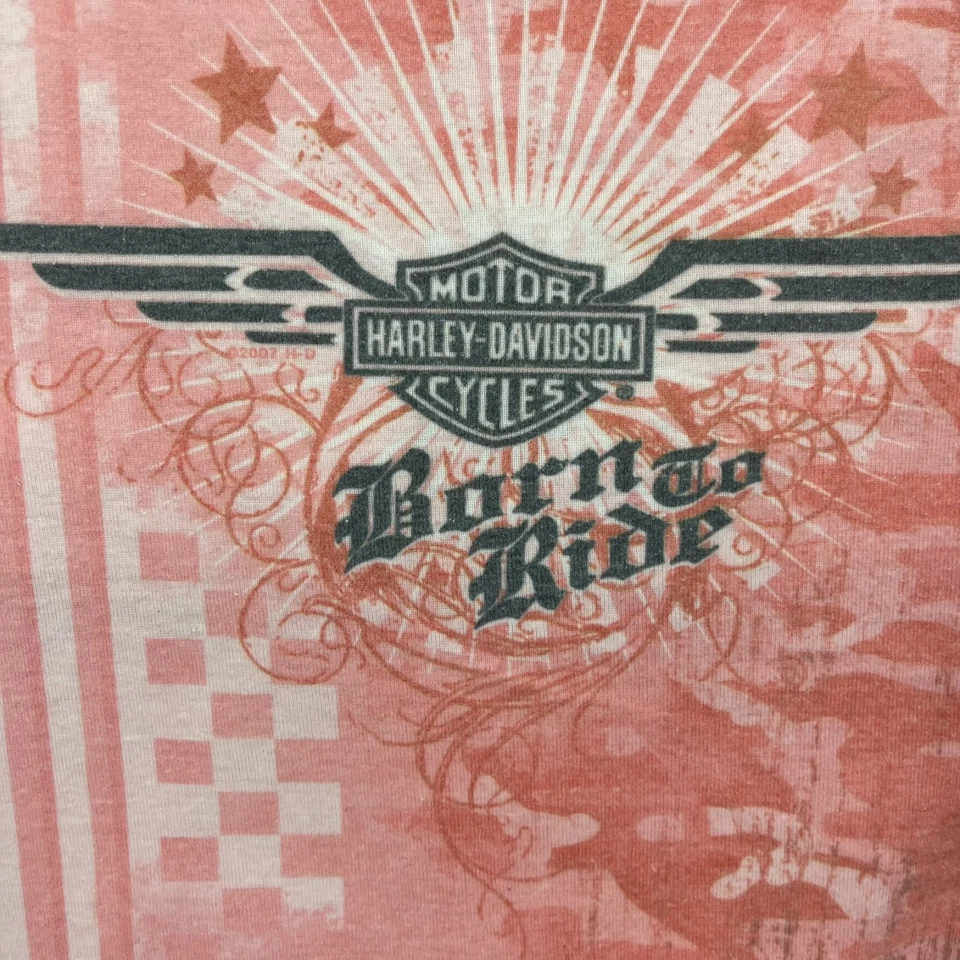 MOTOR
HARLEY-DAVIDSON
CYCLES
®
©2007 H-D
Born To
Ride